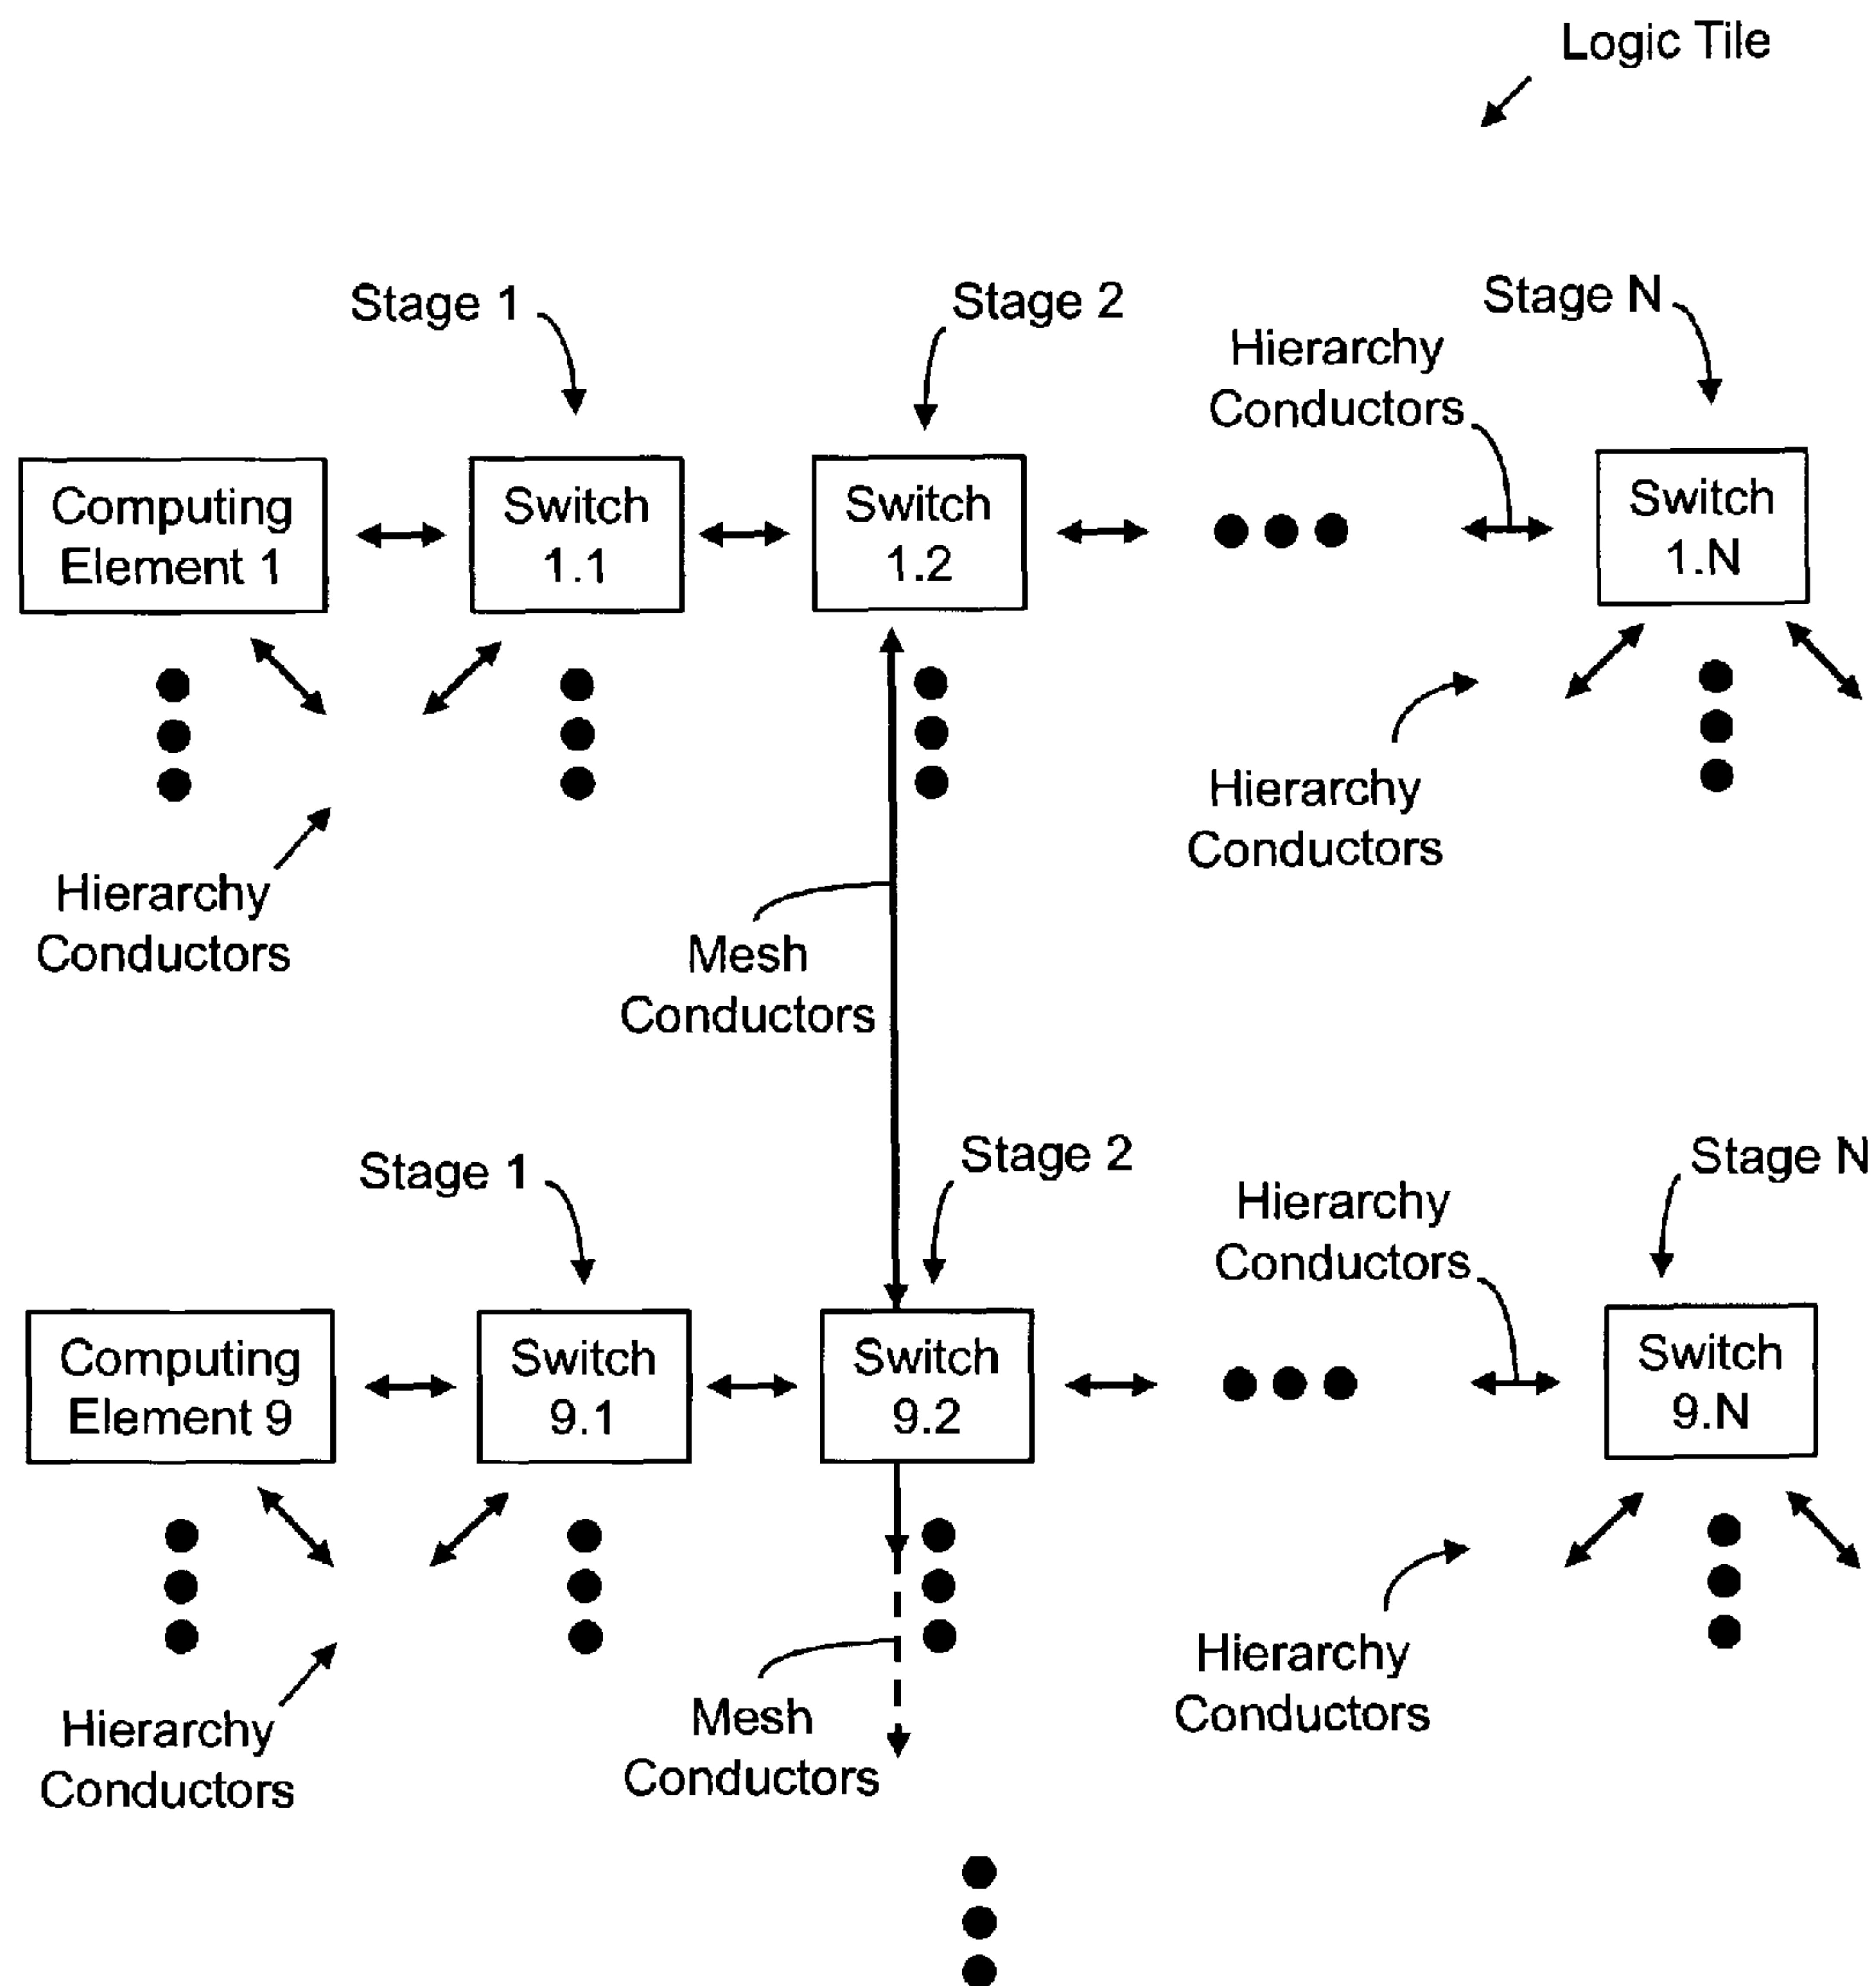 Logic Tile
Stage 1
Stage 2
Stage N
Hierarchy
Conductors
Computing
Element 1
Switch
1.1
Switch
1.2
Switch
1.N
Hierarchy
Conductors
Hierarchy
Conductors
Mesh
Conductors
Stage 1
Stage 2
Stage N
Hierarchy
Conductors
Computing
Element 9
Switch
9.1
Switch
9.2
Switch
9.N
Hierarchy
Conductors
Mesh
Conductors
Hierarchy
Conductors